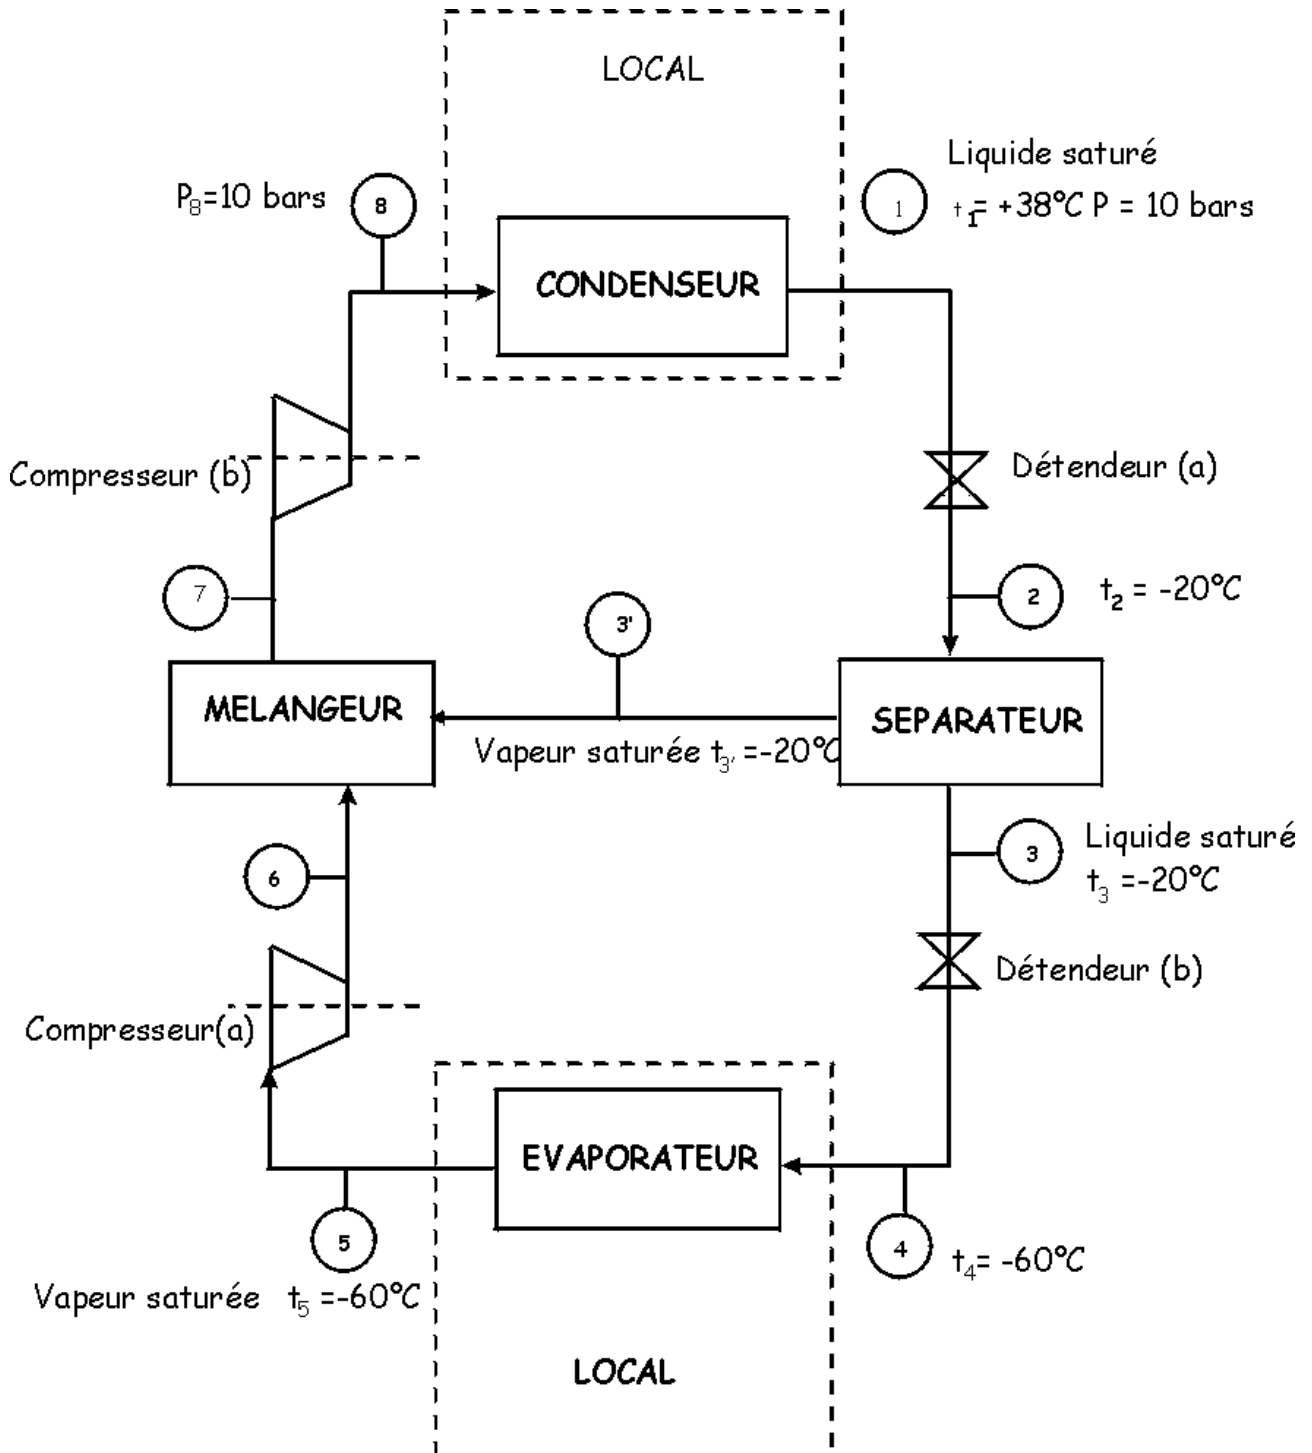 LOCAL
Liquide saturé
P8=10 bars
8
1
t1= +38°C P = 10 bars
CONDENSEUR
Compresseur (b)
Détendeur (a)
7
3'
2
t2 = -20°C
MELANGEUR
SEPARATEUR
Vapeur saturée t3' =-20°C
6
3
Liquide saturé
t3 =-20°C
Détendeur (b)
Compresseur(a)
EVAPORATEUR
5
4
t4= -60°C
Vapeur saturée t5 =-60°C
LOCAL